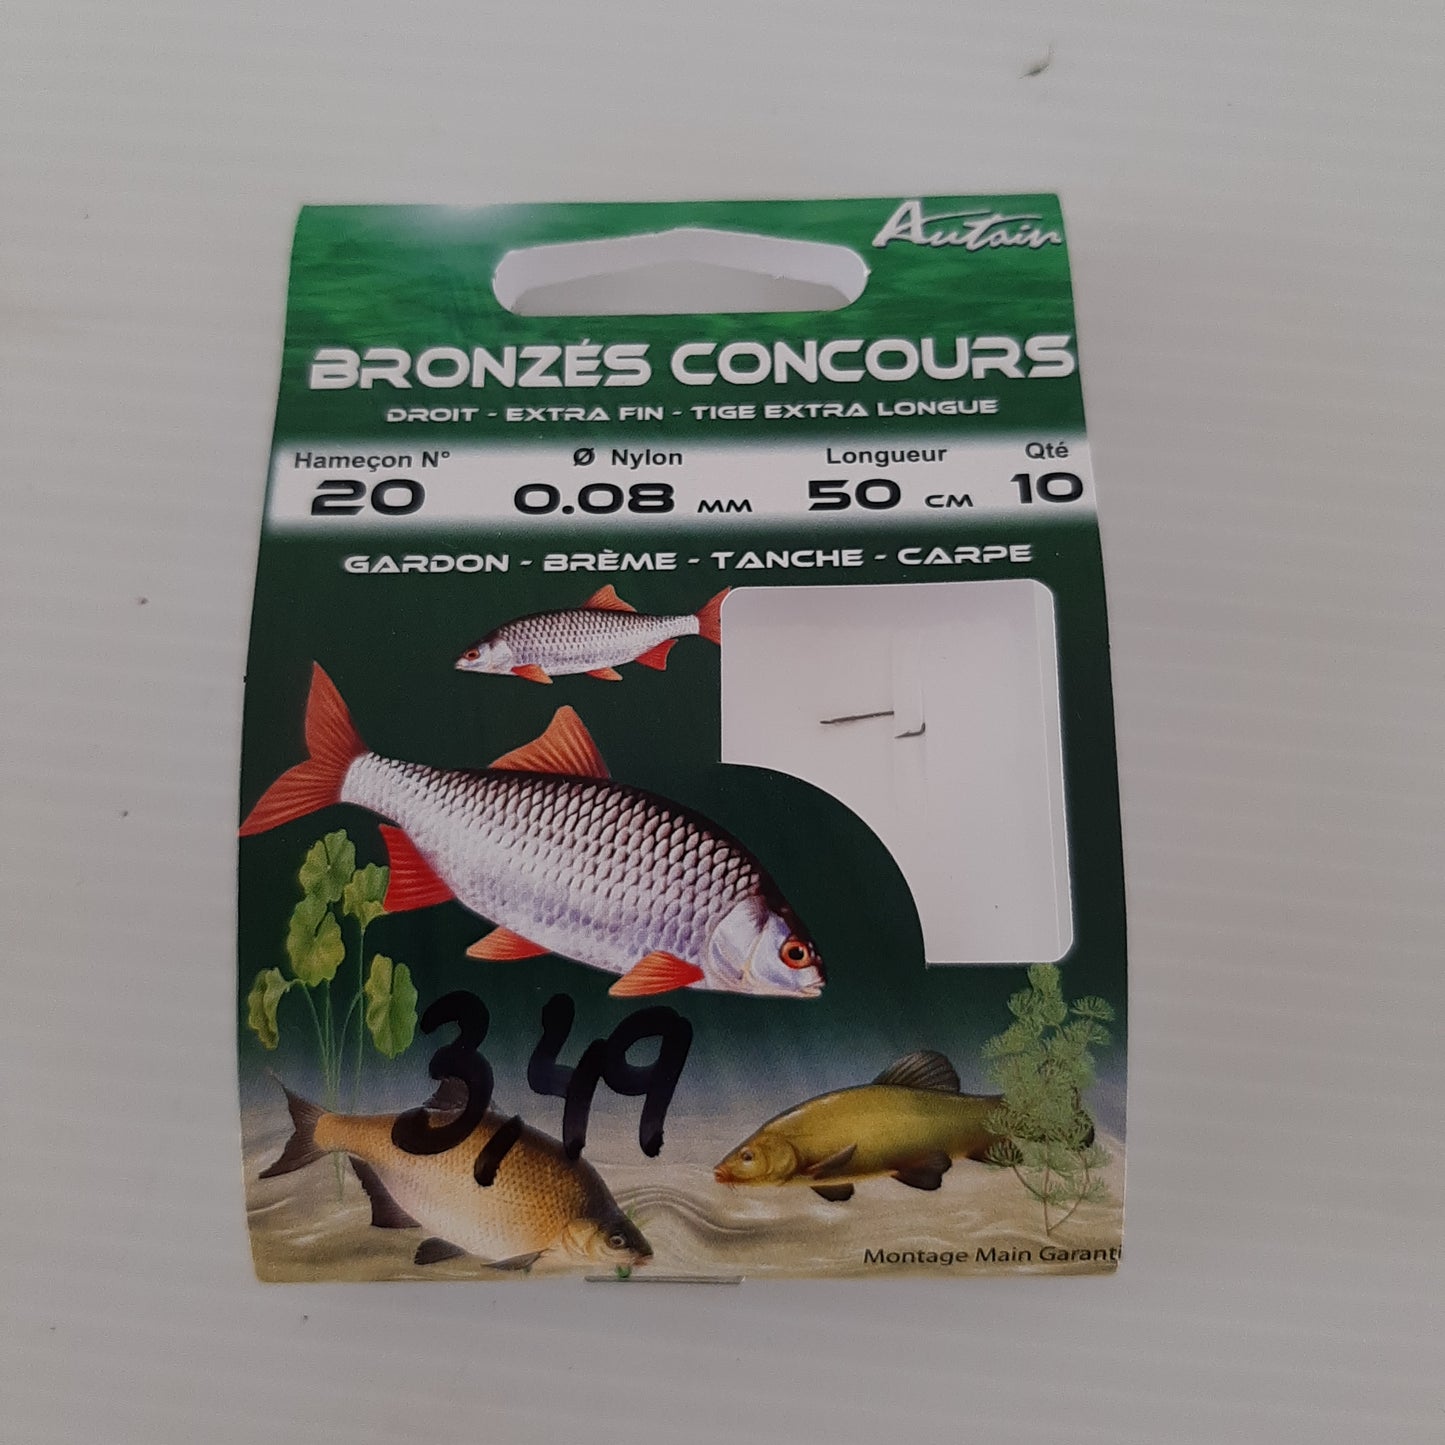 Autain
BRONZÉS CONCOURS
DROIT - EXTRA FIN - TIGE EXTRA LONGUE
Hameçon N° Ø Nylon Longueur Qté
20 0.08 MM 50 CM 10
GARDON - BRÈME - TANCHE - CARPE
3,49
Montage Main Garanti